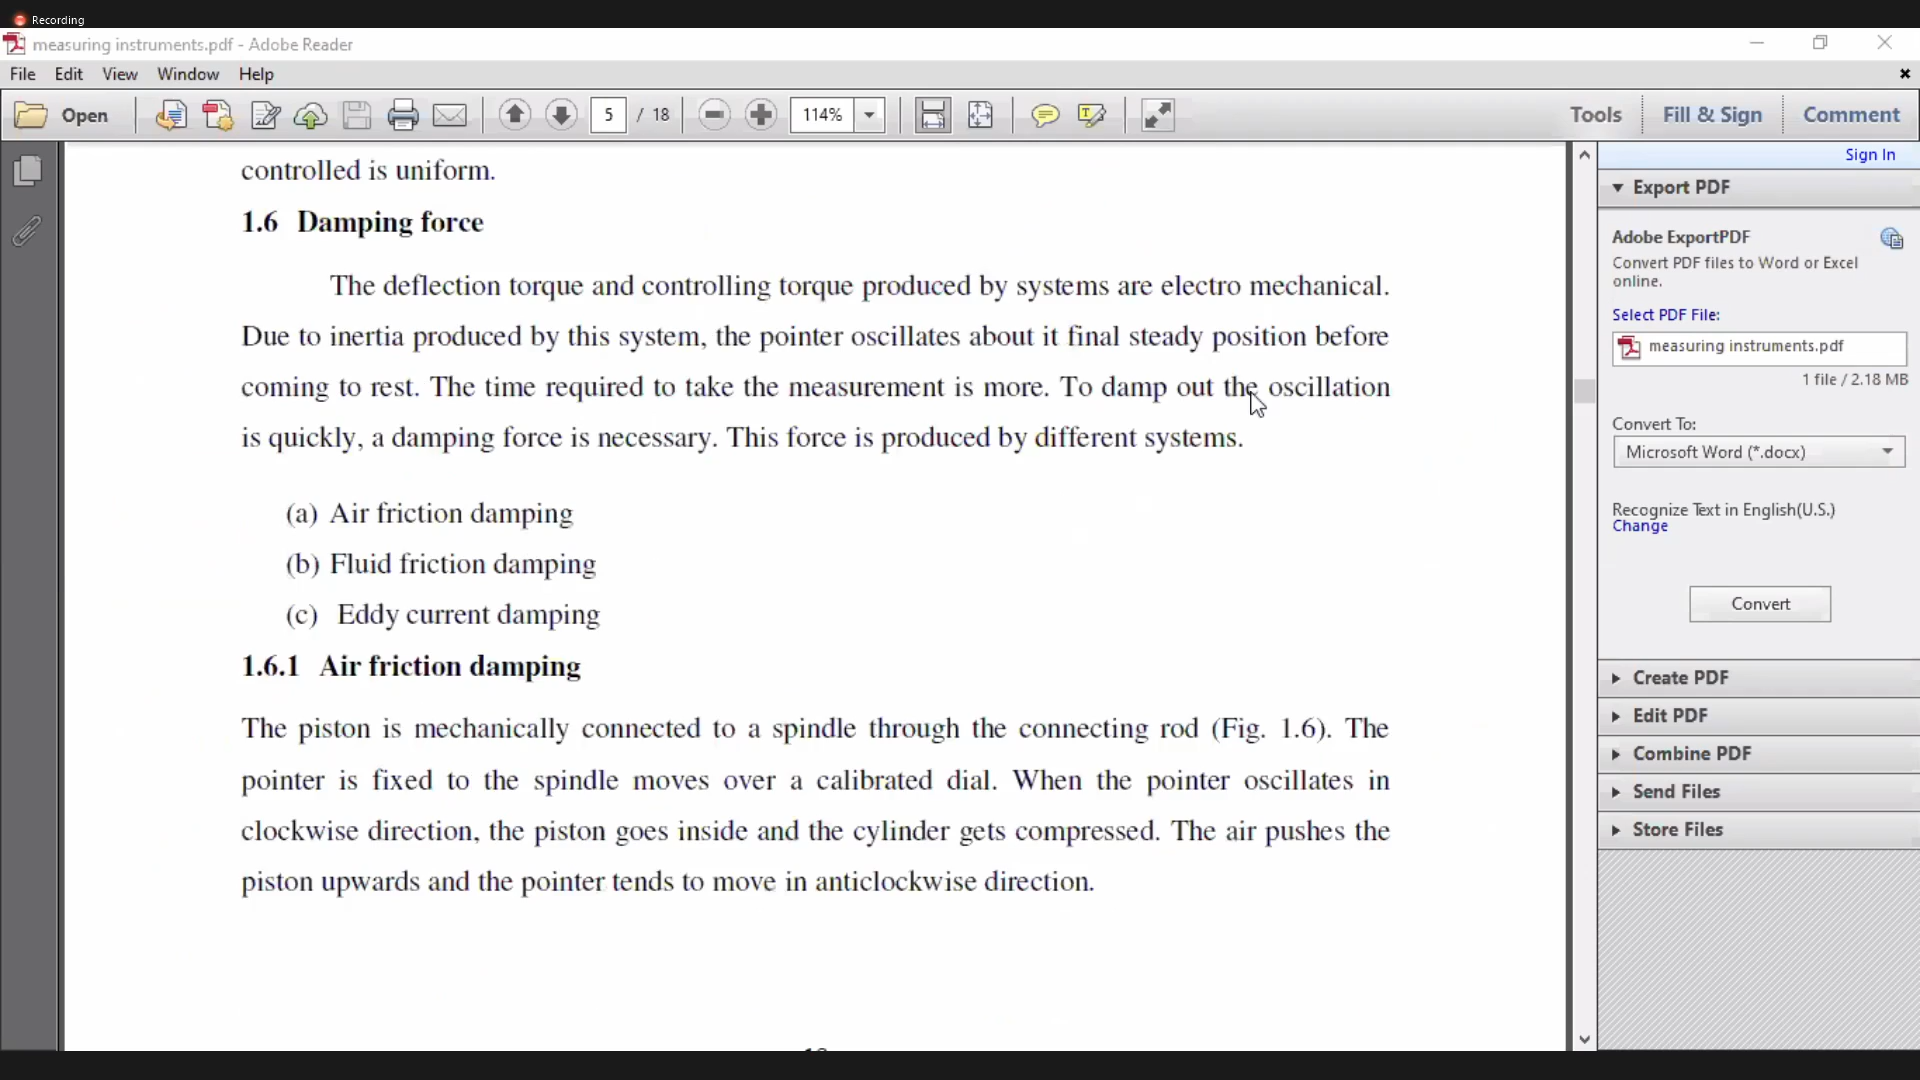 Recording
measuring instruments.pdf - Adobe Reader
File Edit View Window Help
Open 5 / 18 114% Tools Fill & Sign Comment
Sign In
controlled is uniform.
1.6 Damping force
The deflection torque and controlling torque produced by systems are electro mechanical.
Due to inertia produced by this system, the pointer oscillates about it final steady position before
coming to rest. The time required to take the measurement is more. To damp out the oscillation
is quickly, a damping force is necessary. This force is produced by different systems.
(a) Air friction damping
(b) Fluid friction damping
(c) Eddy current damping
1.6.1 Air friction damping
The piston is mechanically connected to a spindle through the connecting rod (Fig. 1.6). The
pointer is fixed to the spindle moves over a calibrated dial. When the pointer oscillates in
clockwise direction, the piston goes inside and the cylinder gets compressed. The air pushes the
piston upwards and the pointer tends to move in anticlockwise direction.
Export PDF
Adobe ExportPDF
Convert PDF files to Word or Excel
online.
Select PDF File:
measuring instruments.pdf
1 file / 2.18 MB
Convert To:
Microsoft Word (*.docx)
Recognize Text in English(U.S.)
Change
Convert
Create PDF
Edit PDF
Combine PDF
Send Files
Store Files